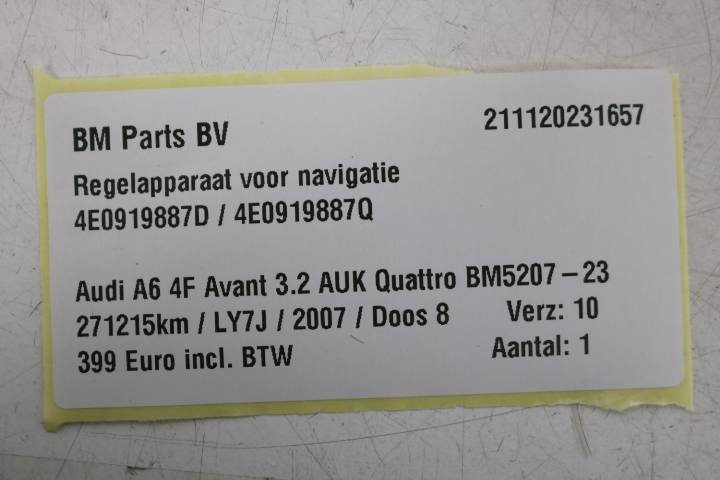 BM Parts BV 211120231657
Regelapparaat voor navigatie
4E0919887D / 4E0919887Q
Audi A6 4F Avant 3.2 AUK Quattro BM5207-23
271215km / LY7J / 2007 / Doos 8 Verz: 10
399 Euro incl. BTW Aantal: 1